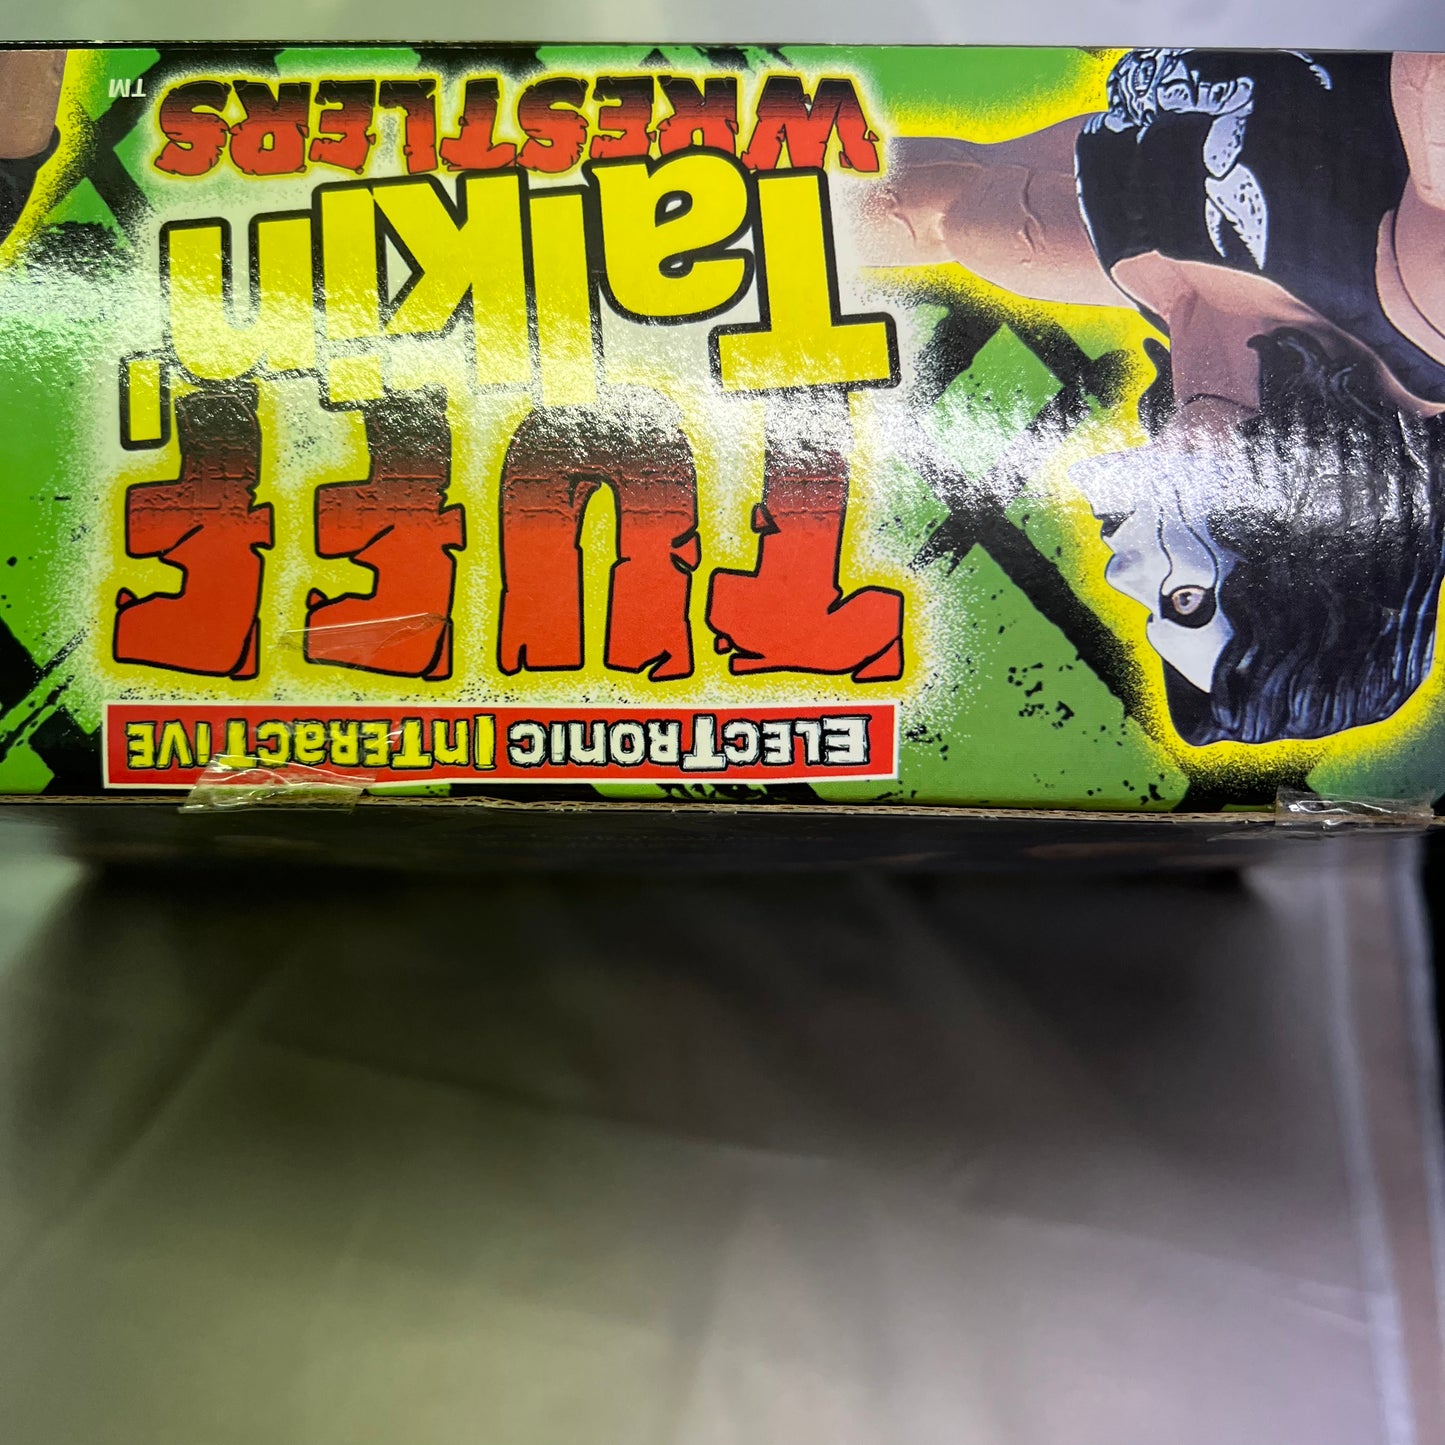 ELECTRONIC INTERACTIVE
TUFF
Talkin'
WRESTLERS TM